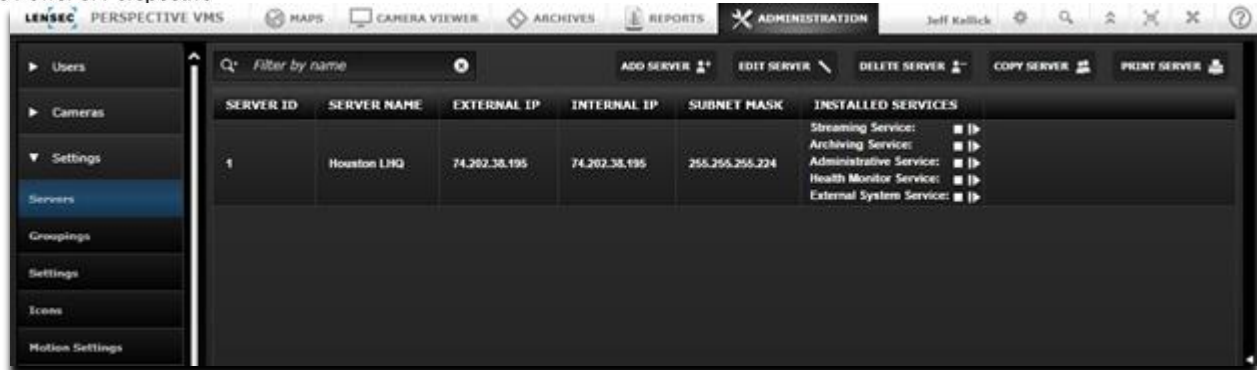 LENSEC PERSPECTIVE VMS MAPS CAMERA VIEWER ARCHIVES REPORTS ADMINISTRATION Jeff Kellick
Users
Cameras
Settings
Servers
Groupings
Settings
Icons
Motion Settings
Filter by name ADD SERVER EDIT SERVER DELETE SERVER COPY SERVER PRINT SERVER
SERVER ID SERVER NAME EXTERNAL IP INTERNAL IP SUBNET MASK INSTALLED SERVICES
1 Houston LHQ 74.202.38.195 74.202.38.195 255.255.255.224
Streaming Service:
Archiving Service:
Administrative Service:
Health Monitor Service:
External System Service: